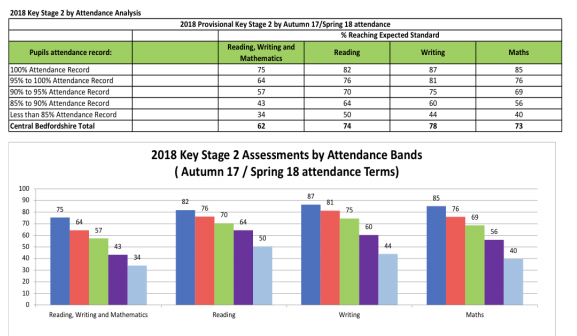 2018 Key Stage 2 by Attendance Analysis
2018 Provisional Key Stage 2 by Autumn 17/Spring 18 attendance
% Reaching Expected Standard
Pupils attendance record: Reading, Writing and Mathematics Reading Writing Maths
100% Attendance Record 75 82 87 85
95% to 100% Attendance Record 64 76 81 76
90% to 95% Attendance Record 57 70 75 69
85% to 90% Attendance Record 43 64 60 56
Less than 85% Attendance Record 34 50 44 40
Central Bedfordshire Total 62 74 78 73
2018 Key Stage 2 Assessments by Attendance Bands
( Autumn 17 / Spring 18 attendance Terms)
100
90
80
70
60
50
40
30
20
10
0
75 64 57 43 34
82 76 70 64 50
87 81 75 60 44
85 76 69 56 40
Reading, Writing and Mathematics Reading Writing Maths